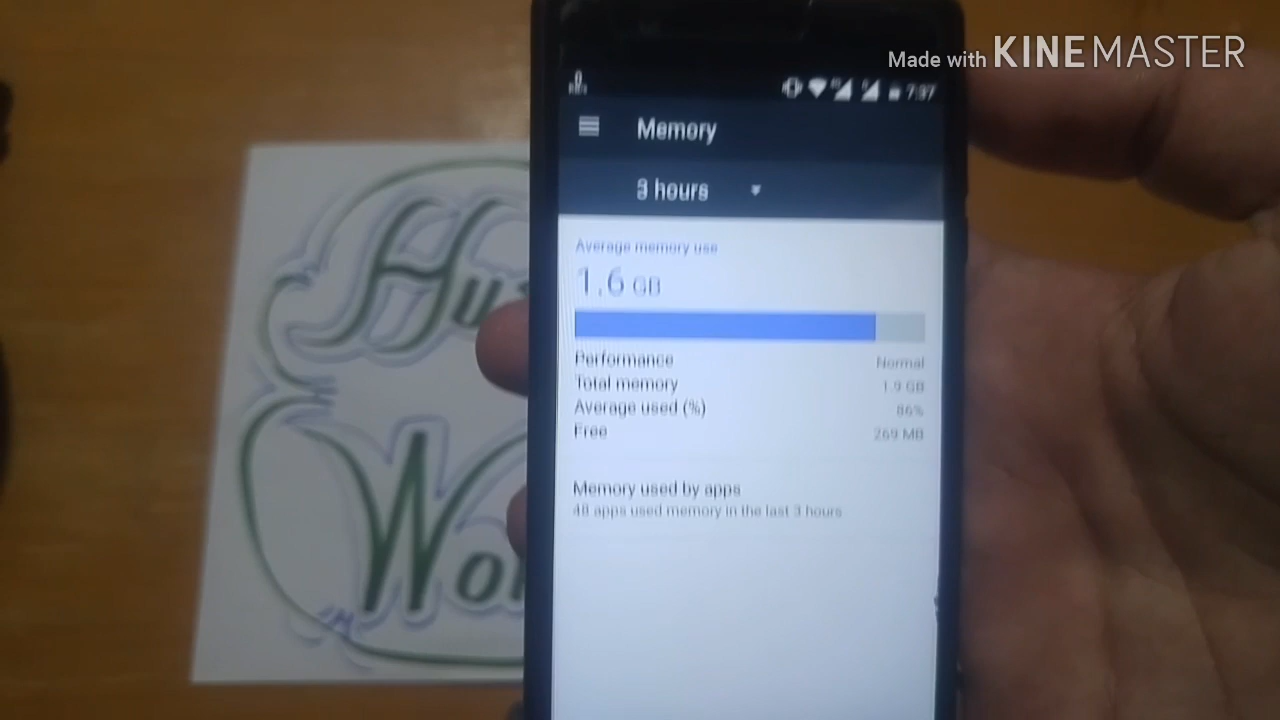 Made with KINEMASTER
7:37
Memory
3 hours
Average memory use
1.6 GB
Performance Normal
Total memory 1.9 GB
Average used (%) 86%
Free 269 MB
Memory used by apps
48 apps used memory in the last 3 hours